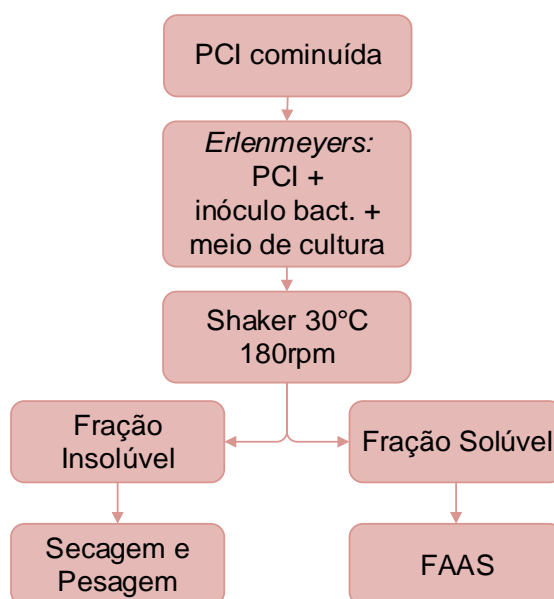 PCI cominuída
Erlenmeyers:
PCI +
inóculo bact. +
meio de cultura
Shaker 30°C
180rpm
Fração
Insolúvel
Fração Solúvel
Secagem e
Pesagem
FAAS